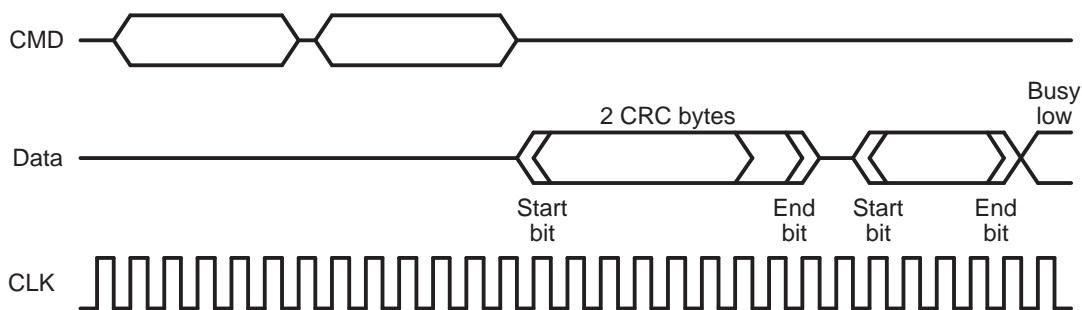 CMD
Busy
low
2 CRC bytes
Data
Start
bit
End
bit
Start
bit
End
bit
CLK